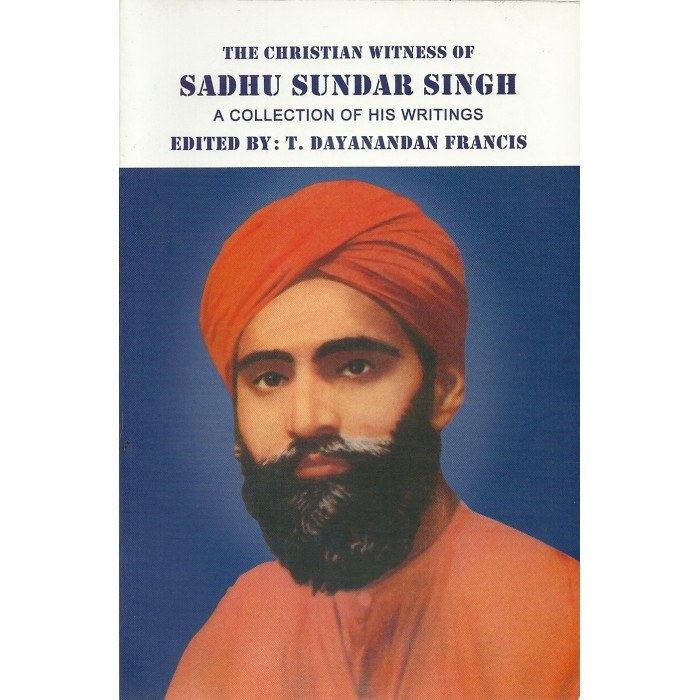 THE CHRISTIAN WITNESS OF
SADHU SUNDAR SINGH
A COLLECTION OF HIS WRITINGS
EDITED BY: T. DAYANANDAN FRANCIS